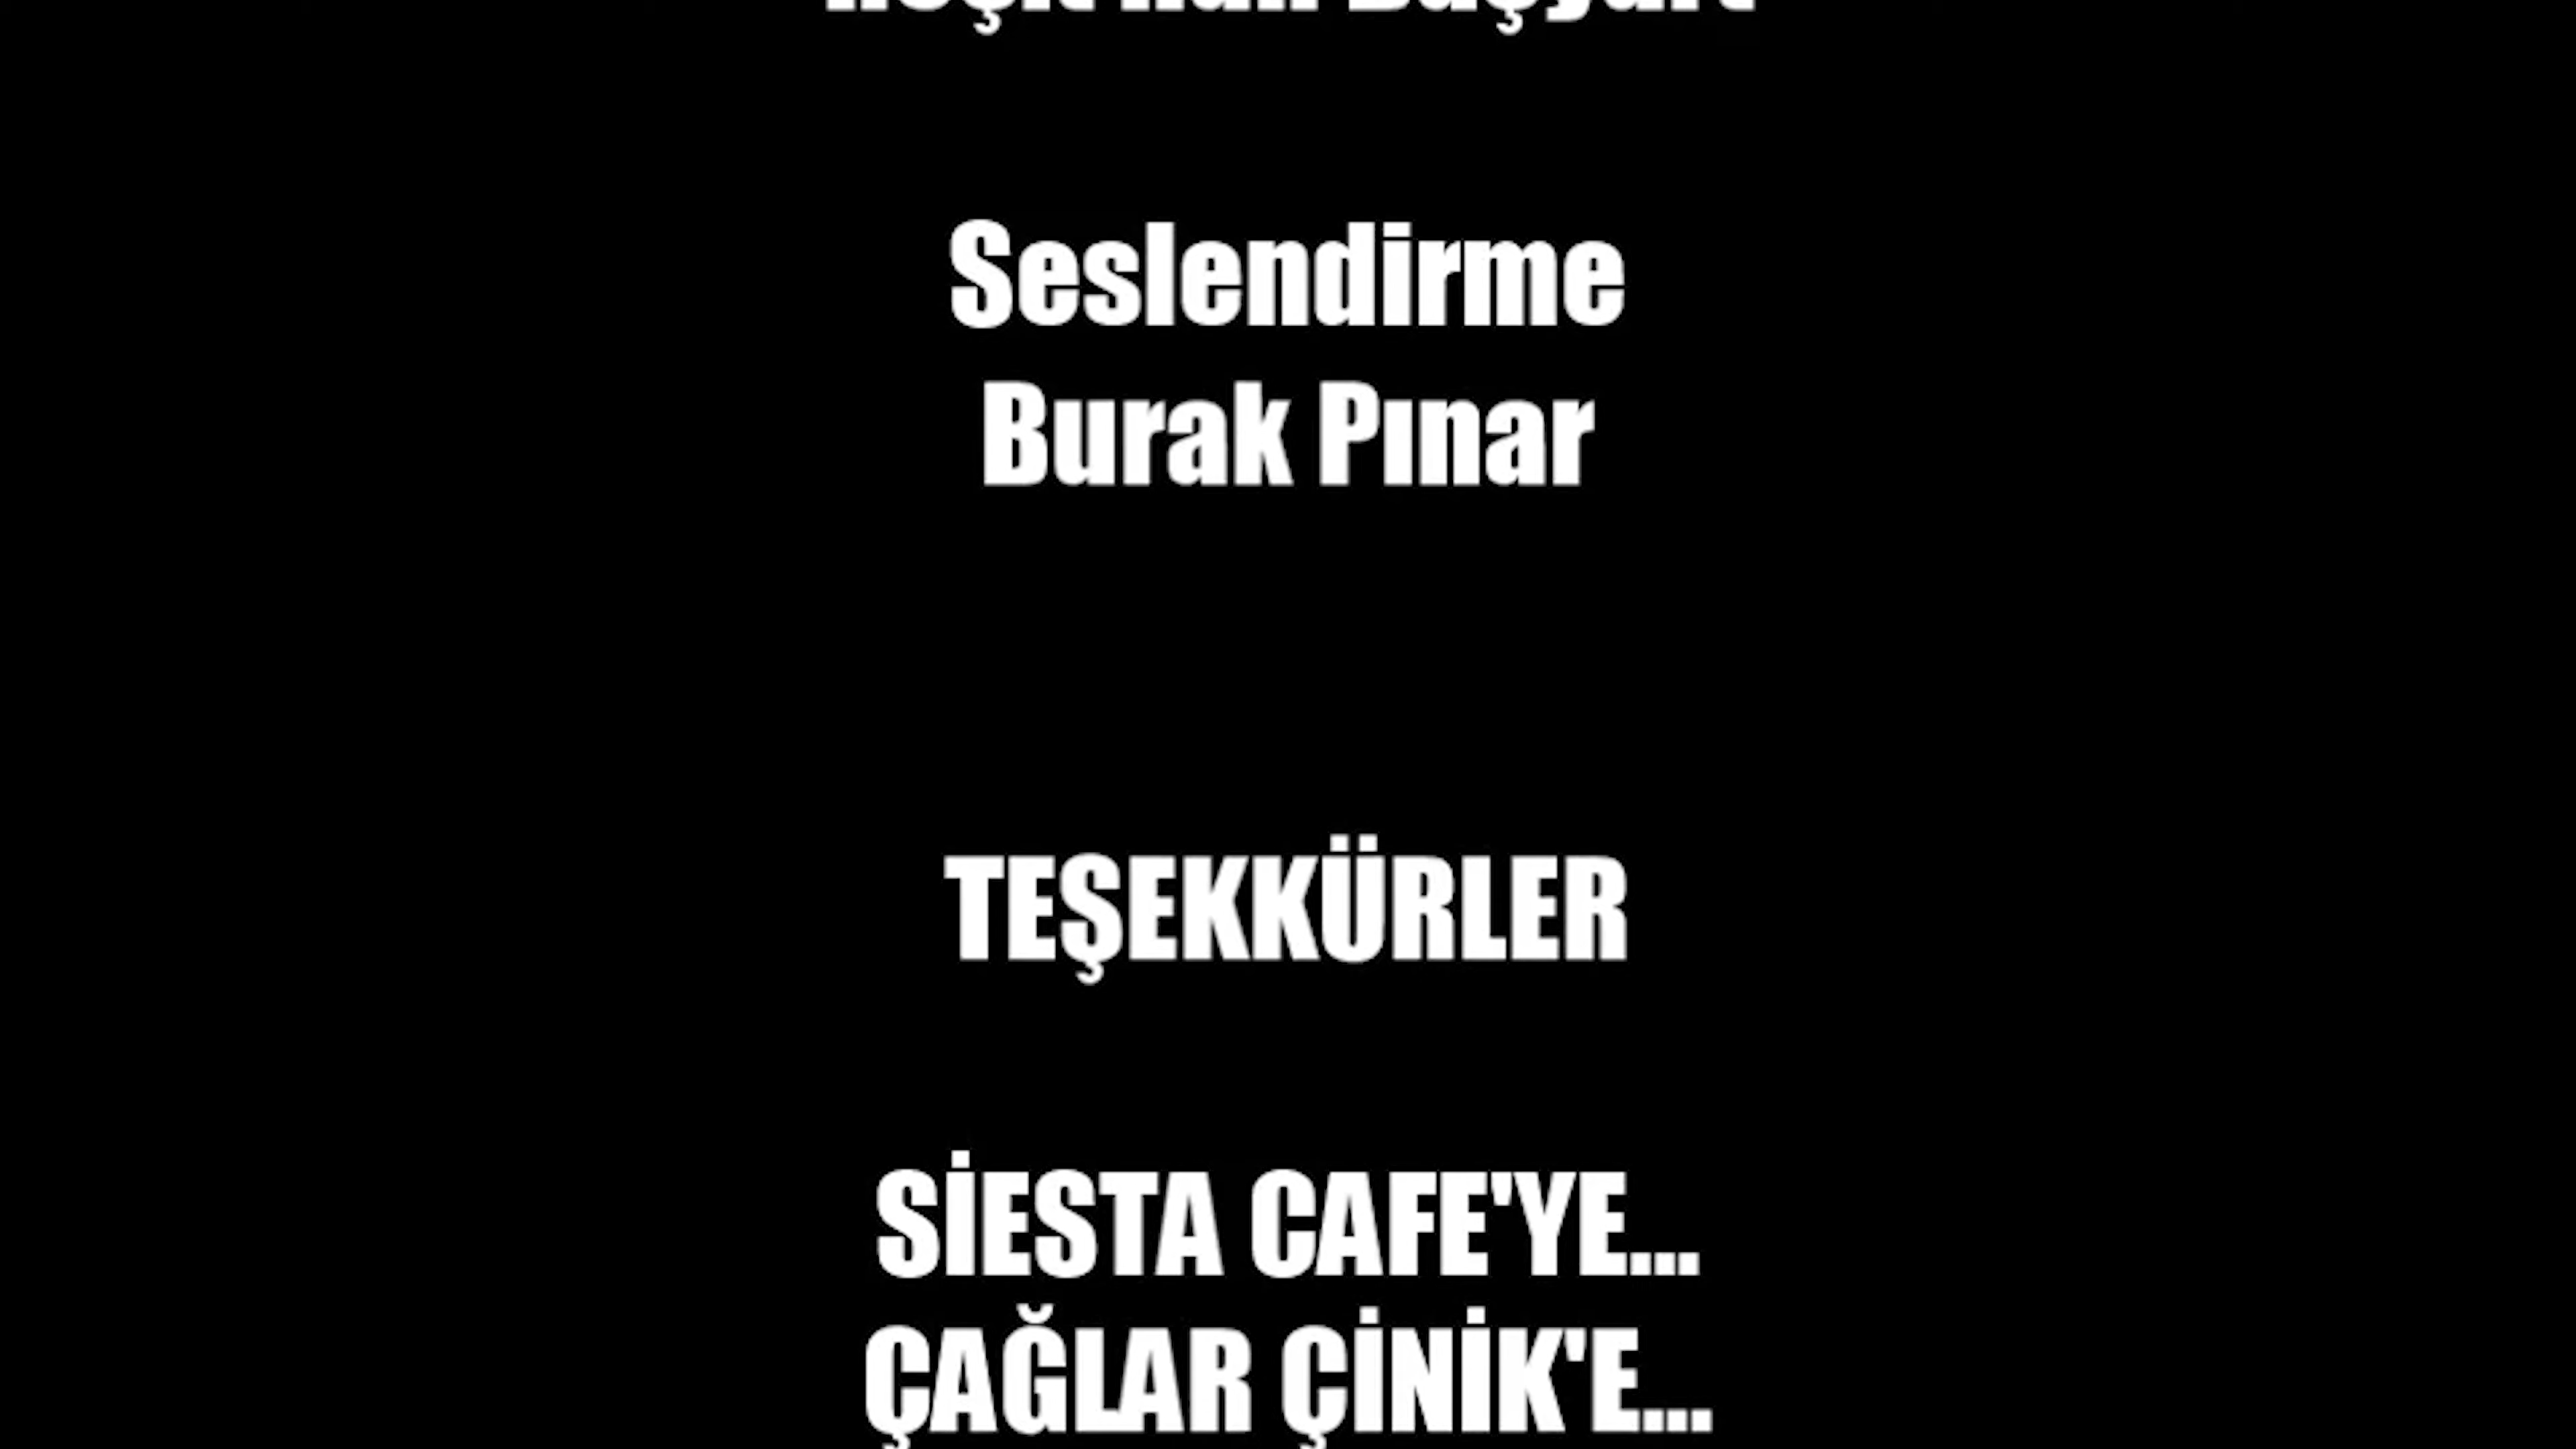 Seslendirme
Burak Pınar
TEŞEKKÜRLER
SİESTA CAFE'YE...
ÇAĞLAR ÇİNİK'E...